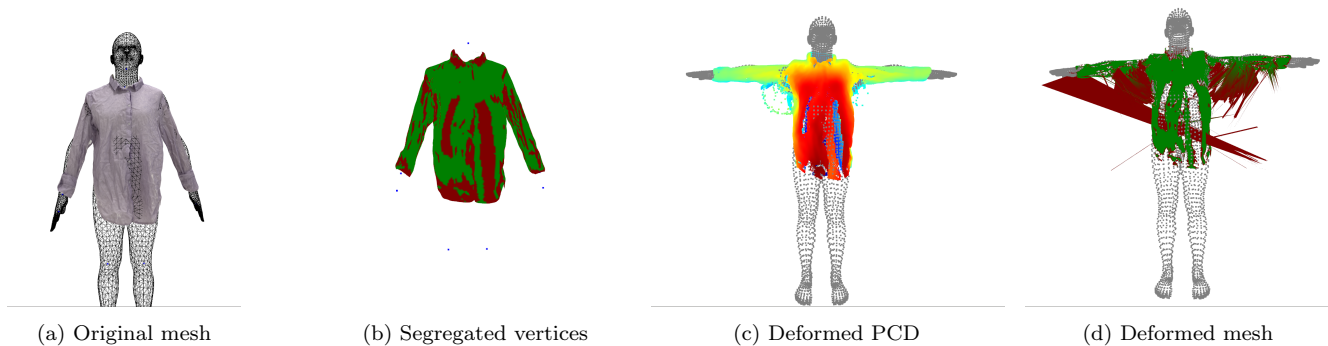 (a) Original mesh
(b) Segregated vertices
(c) Deformed PCD
(d) Deformed mesh